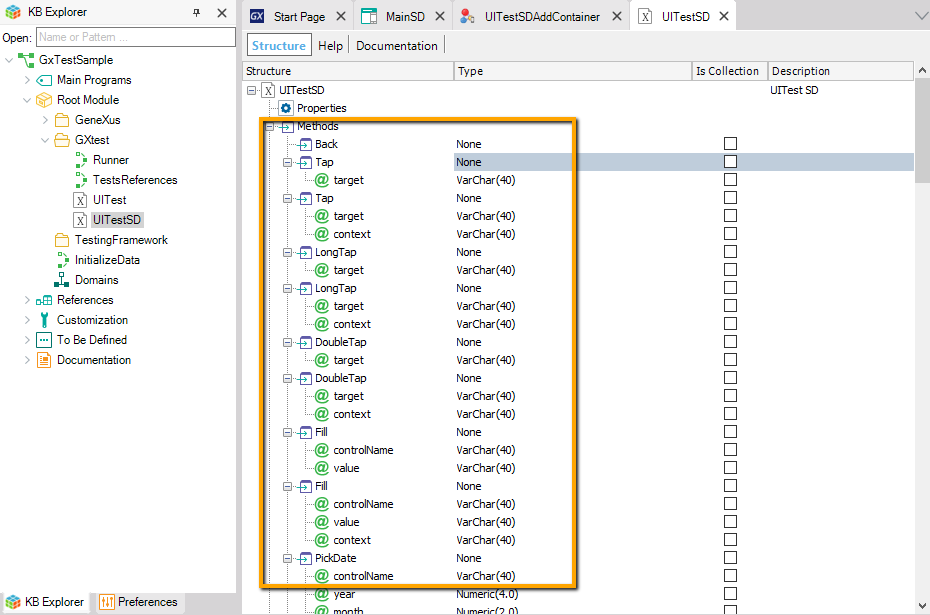 KB Explorer
Open: Name or Pattern ...
GxTestSample
Main Programs
Root Module
GeneXus
GXtest
Runner
TestsReferences
UITest
UITestSD
TestingFramework
InitializeData
Domains
References
Customization
To Be Defined
Documentation
KB Explorer Preferences
GX Start Page MainSD UITestSDAddContainer UITestSD
Structure Help Documentation
Structure Type Is Collection Description
UITestSD UITest SD
Properties
Methods
Back None
Tap None
target VarChar(40)
Tap None
target VarChar(40)
context VarChar(40)
LongTap None
target VarChar(40)
LongTap None
target VarChar(40)
context VarChar(40)
DoubleTap None
target VarChar(40)
DoubleTap None
target VarChar(40)
context VarChar(40)
Fill None
controlName VarChar(40)
value VarChar(40)
Fill None
controlName VarChar(40)
value VarChar(40)
context VarChar(40)
PickDate None
controlName VarChar(40)
year Numeric(4.0)
month Numeric(2.0)